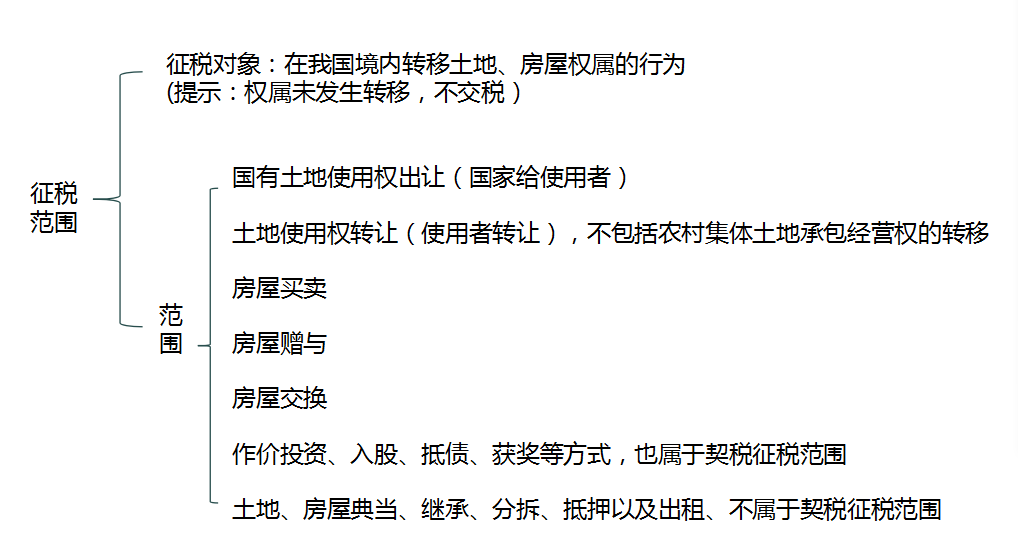 征税对象：在我国境内转移土地、房屋权属的行为
(提示：权属未发生转移，不交税）
征税
范围
国有土地使用权出让（国家给使用者）
土地使用权转让（使用者转让），不包括农村集体土地承包经营权的转移
房屋买卖
范
围
房屋赠与
房屋交换
作价投资、入股、抵债、获奖等方式，也属于契税征税范围
土地、房屋典当、继承、分拆、抵押以及出租、不属于契税征税范围